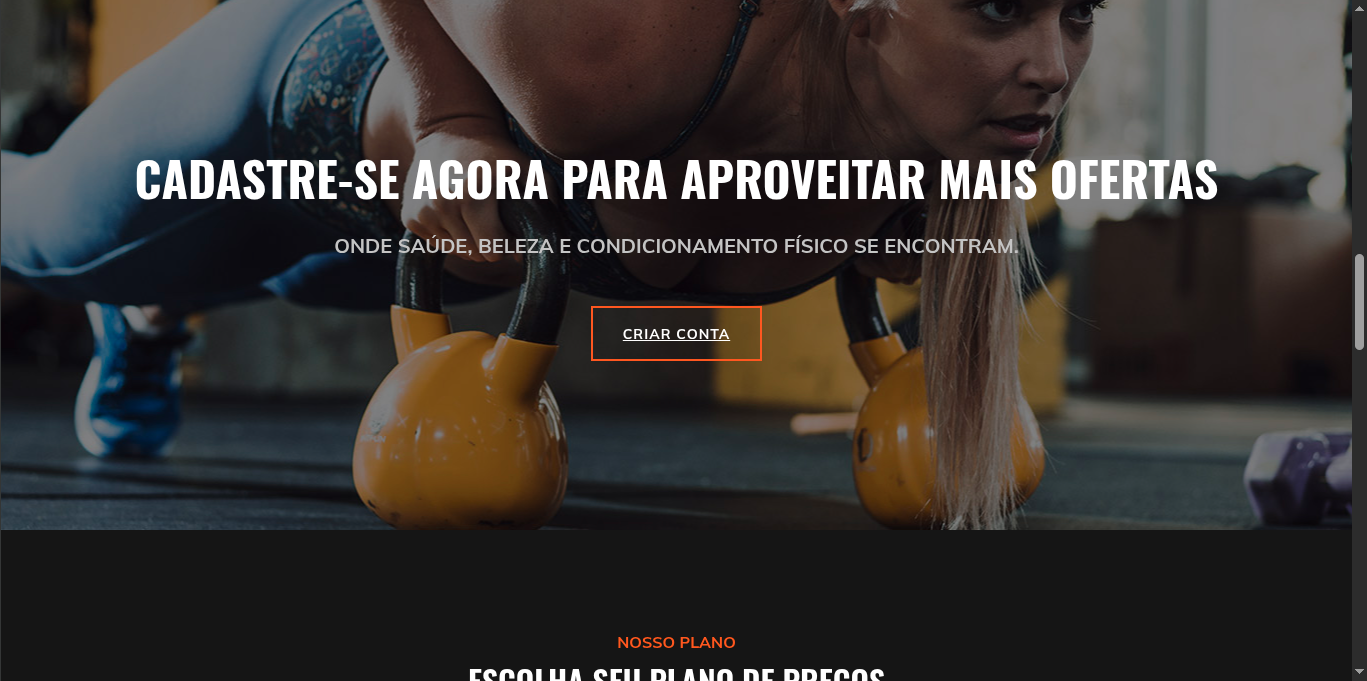 CADASTRE-SE AGORA PARA APROVEITAR MAIS OFERTAS
ONDE SAÚDE, BELEZA E CONDICIONAMENTO FÍSICO SE ENCONTRAM.
CRIAR CONTA
NOSSO PLANO
ESCOLHA SEU PLANO DE PREÇOS